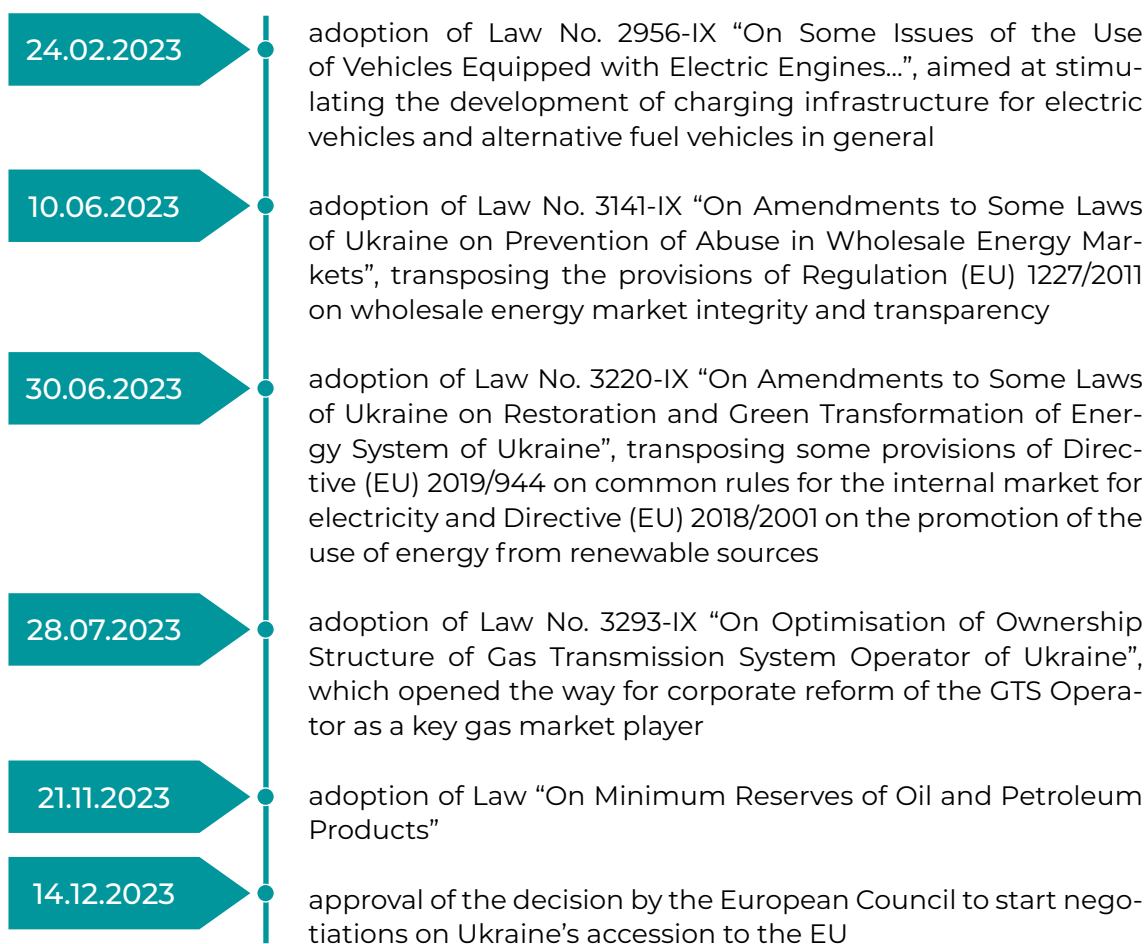 24.02.2023
adoption of Law No. 2956-IX “On Some Issues of the Use
of Vehicles Equipped with Electric Engines...”, aimed at stimu-
lating the development of charging infrastructure for electric
vehicles and alternative fuel vehicles in general
10.06.2023
adoption of Law No. 3141-IX “On Amendments to Some Laws
of Ukraine on Prevention of Abuse in Wholesale Energy Mar-
kets”, transposing the provisions of Regulation (EU) 1227/2011
on wholesale energy market integrity and transparency
30.06.2023
adoption of Law No. 3220-IX “On Amendments to Some Laws
of Ukraine on Restoration and Green Transformation of Ener-
gy System of Ukraine”, transposing some provisions of Direc-
tive (EU) 2019/944 on common rules for the internal market for
electricity and Directive (EU) 2018/2001 on the promotion of the
use of energy from renewable sources
28.07.2023
adoption of Law No. 3293-IX “On Optimisation of Ownership
Structure of Gas Transmission System Operator of Ukraine”,
which opened the way for corporate reform of the GTS Opera-
tor as a key gas market player
21.11.2023
adoption of Law “On Minimum Reserves of Oil and Petroleum
Products”
14.12.2023
approval of the decision by the European Council to start nego-
tiations on Ukraine’s accession to the EU